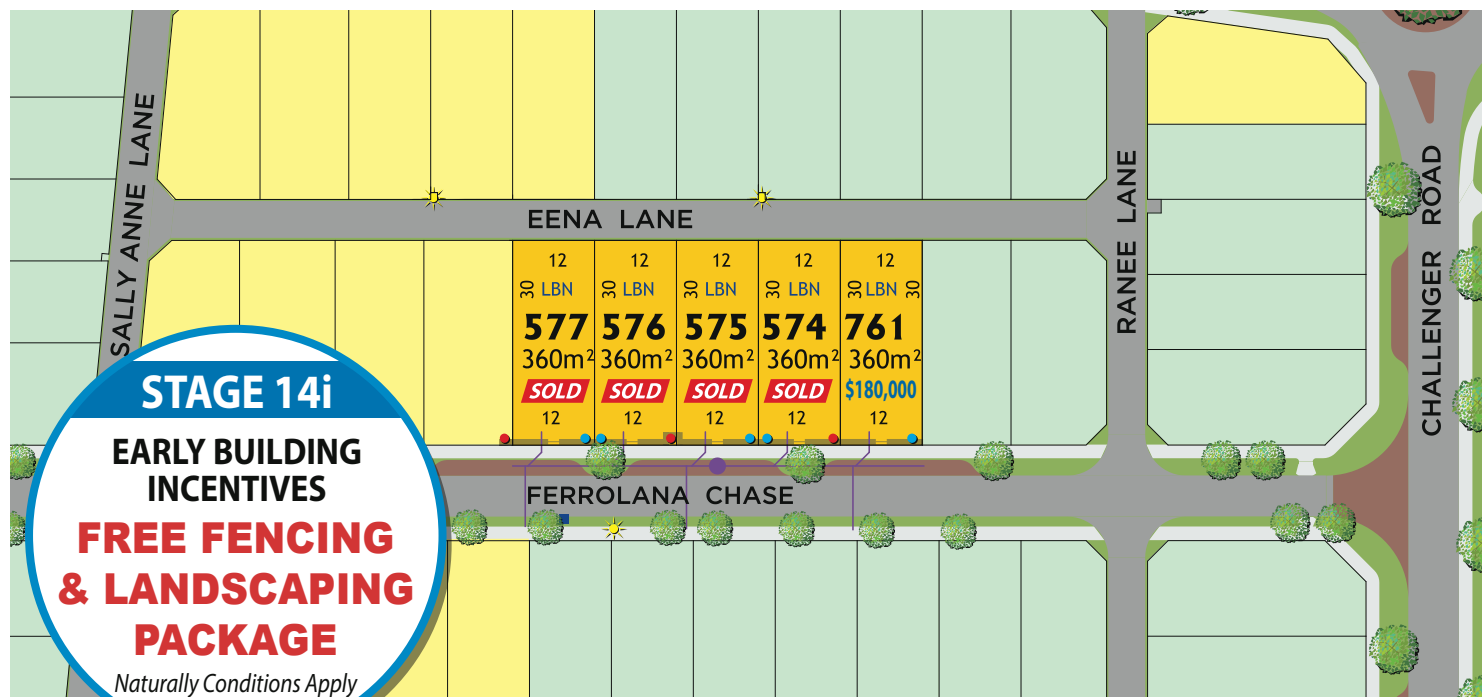 SALLY ANNE LANE
EENA LANE
RANEE LANE
CHALLENGER ROAD
12 12 12 12 12
30 LBN 30 LBN 30 LBN 30 LBN 30 LBN 30
577 576 575 574 761
360m² 360m² 360m² 360m² 360m²
SOLD SOLD SOLD SOLD $180,000
12 12 12 12 12
FERROLANA CHASE
STAGE 14i
EARLY BUILDING
INCENTIVES
FREE FENCING
& LANDSCAPING
PACKAGE
Naturally Conditions Apply